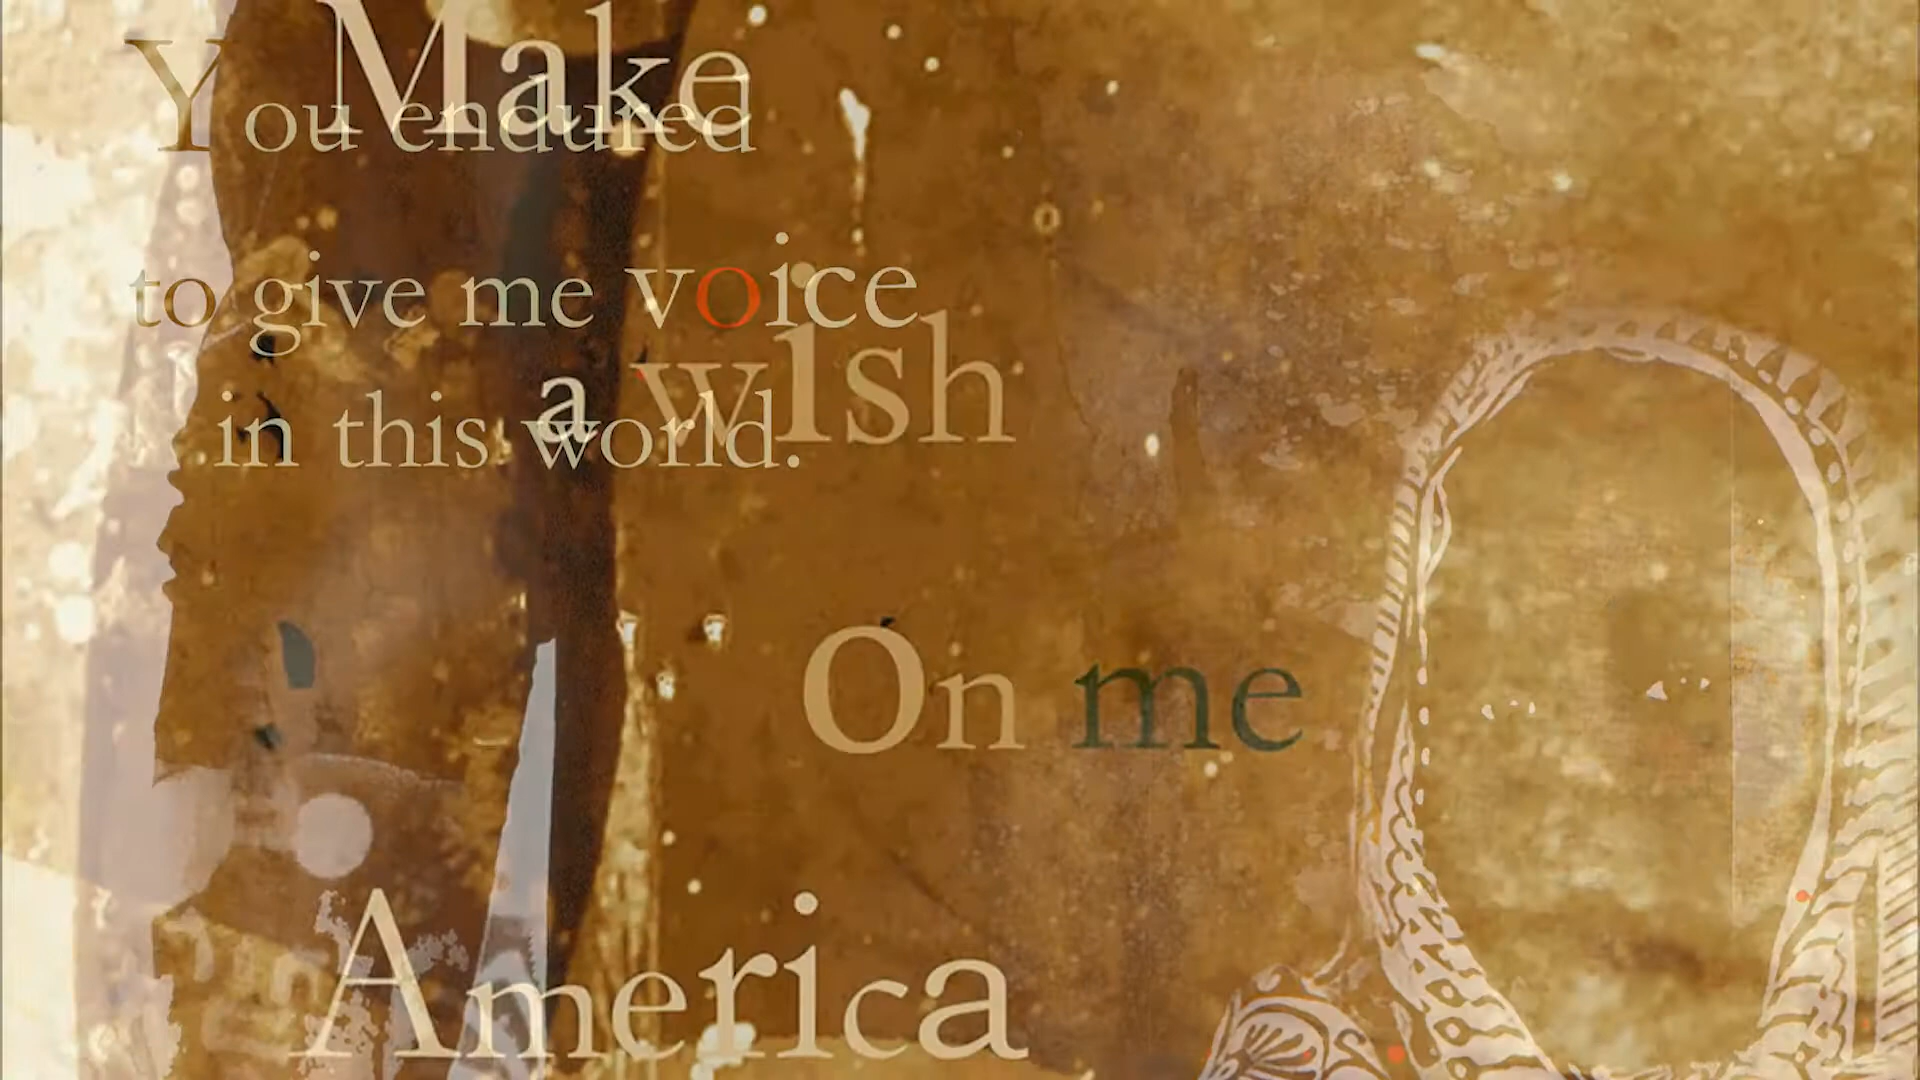 Make
You endured
to give me voice
a wish
in this world.
On me
America